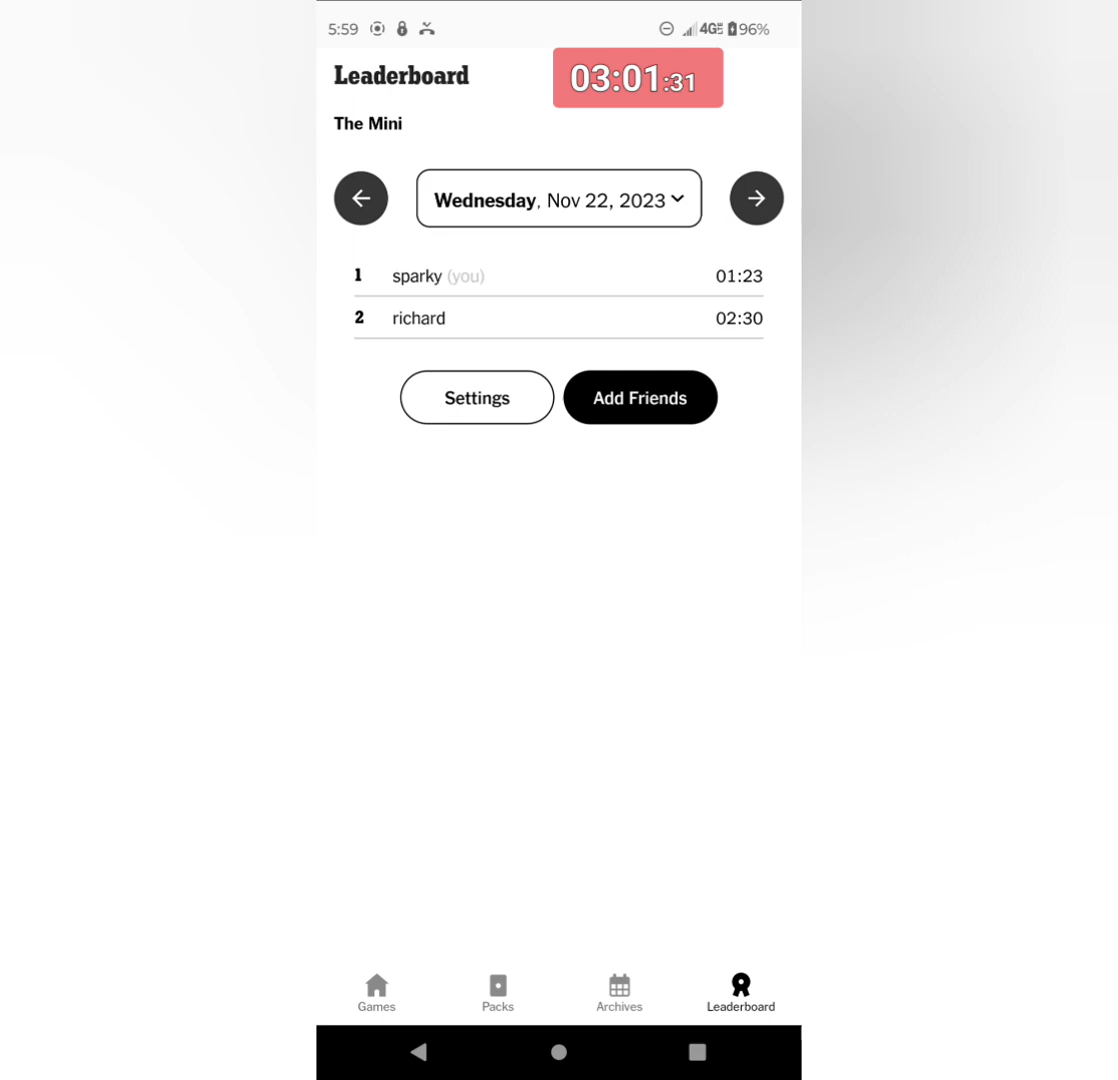 5:59 4G 96%
Leaderboard
03:01:31
The Mini
Wednesday, Nov 22, 2023
1 sparky (you) 01:23
2 richard 02:30
Settings Add Friends
Games Packs Archives Leaderboard